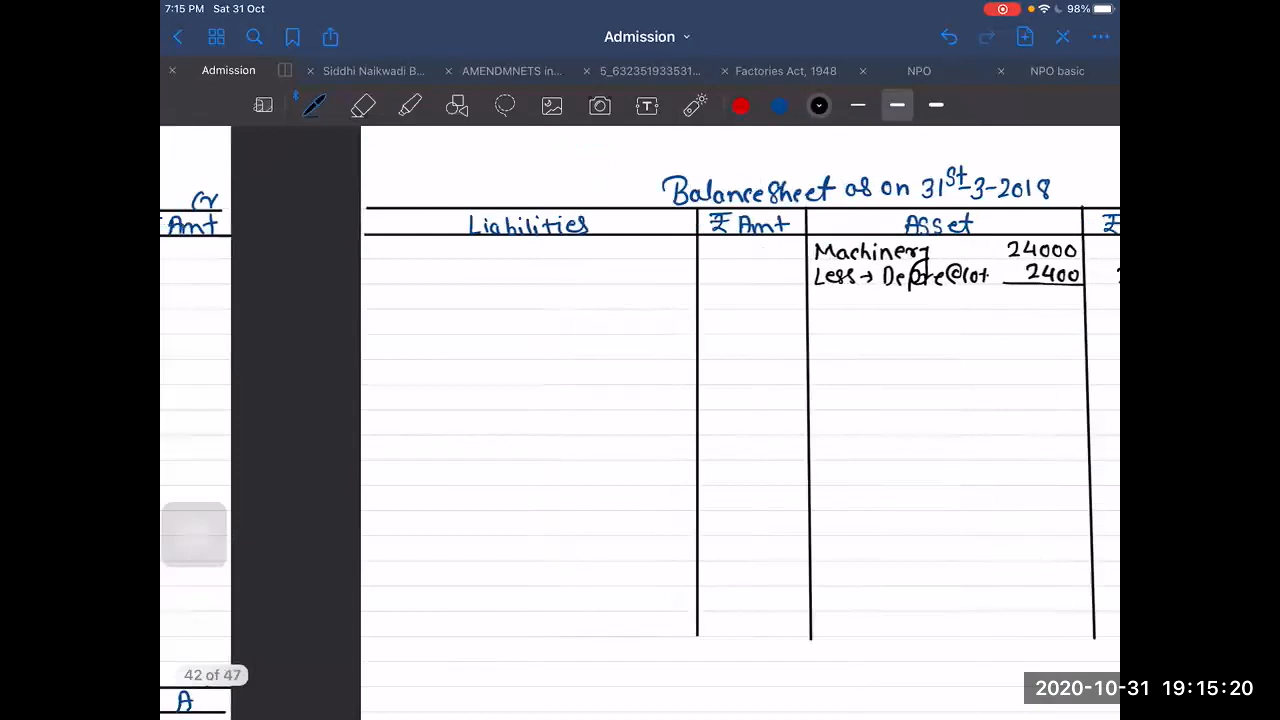 7:15 PM Sat 31 Oct
98%
Admission
Admission
Siddhi Naikwadi B...
AMENDMNETS in...
5_632351933531...
Factories Act, 1948
NPO
NPO basic
T
Balance sheet as on 31st-3-2018
Cr
₹ Amt
Liabilities
₹ Amt
Asset
₹
Machinery 24000
Less → Depre@10%. 2400
42 of 47
A
2020-10-31 19:15:20